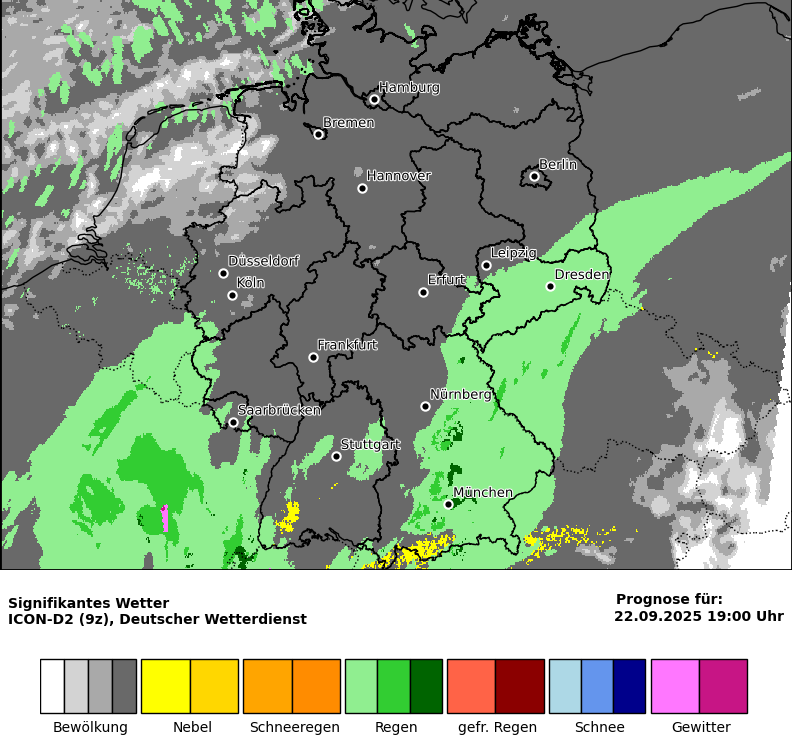 Hamburg
Bremen
Berlin
Hannover
Leipzig
Düsseldorf
Dresden
Köln
Erfurt
Frankfurt
Nürnberg
Saarbrücken
Stuttgart
München
Signifikantes Wetter
ICON-D2 (9z), Deutscher Wetterdienst
Prognose für:
22.09.2025 19:00 Uhr
Bewölkung Nebel Schneeregen Regen gefr. Regen Schnee Gewitter